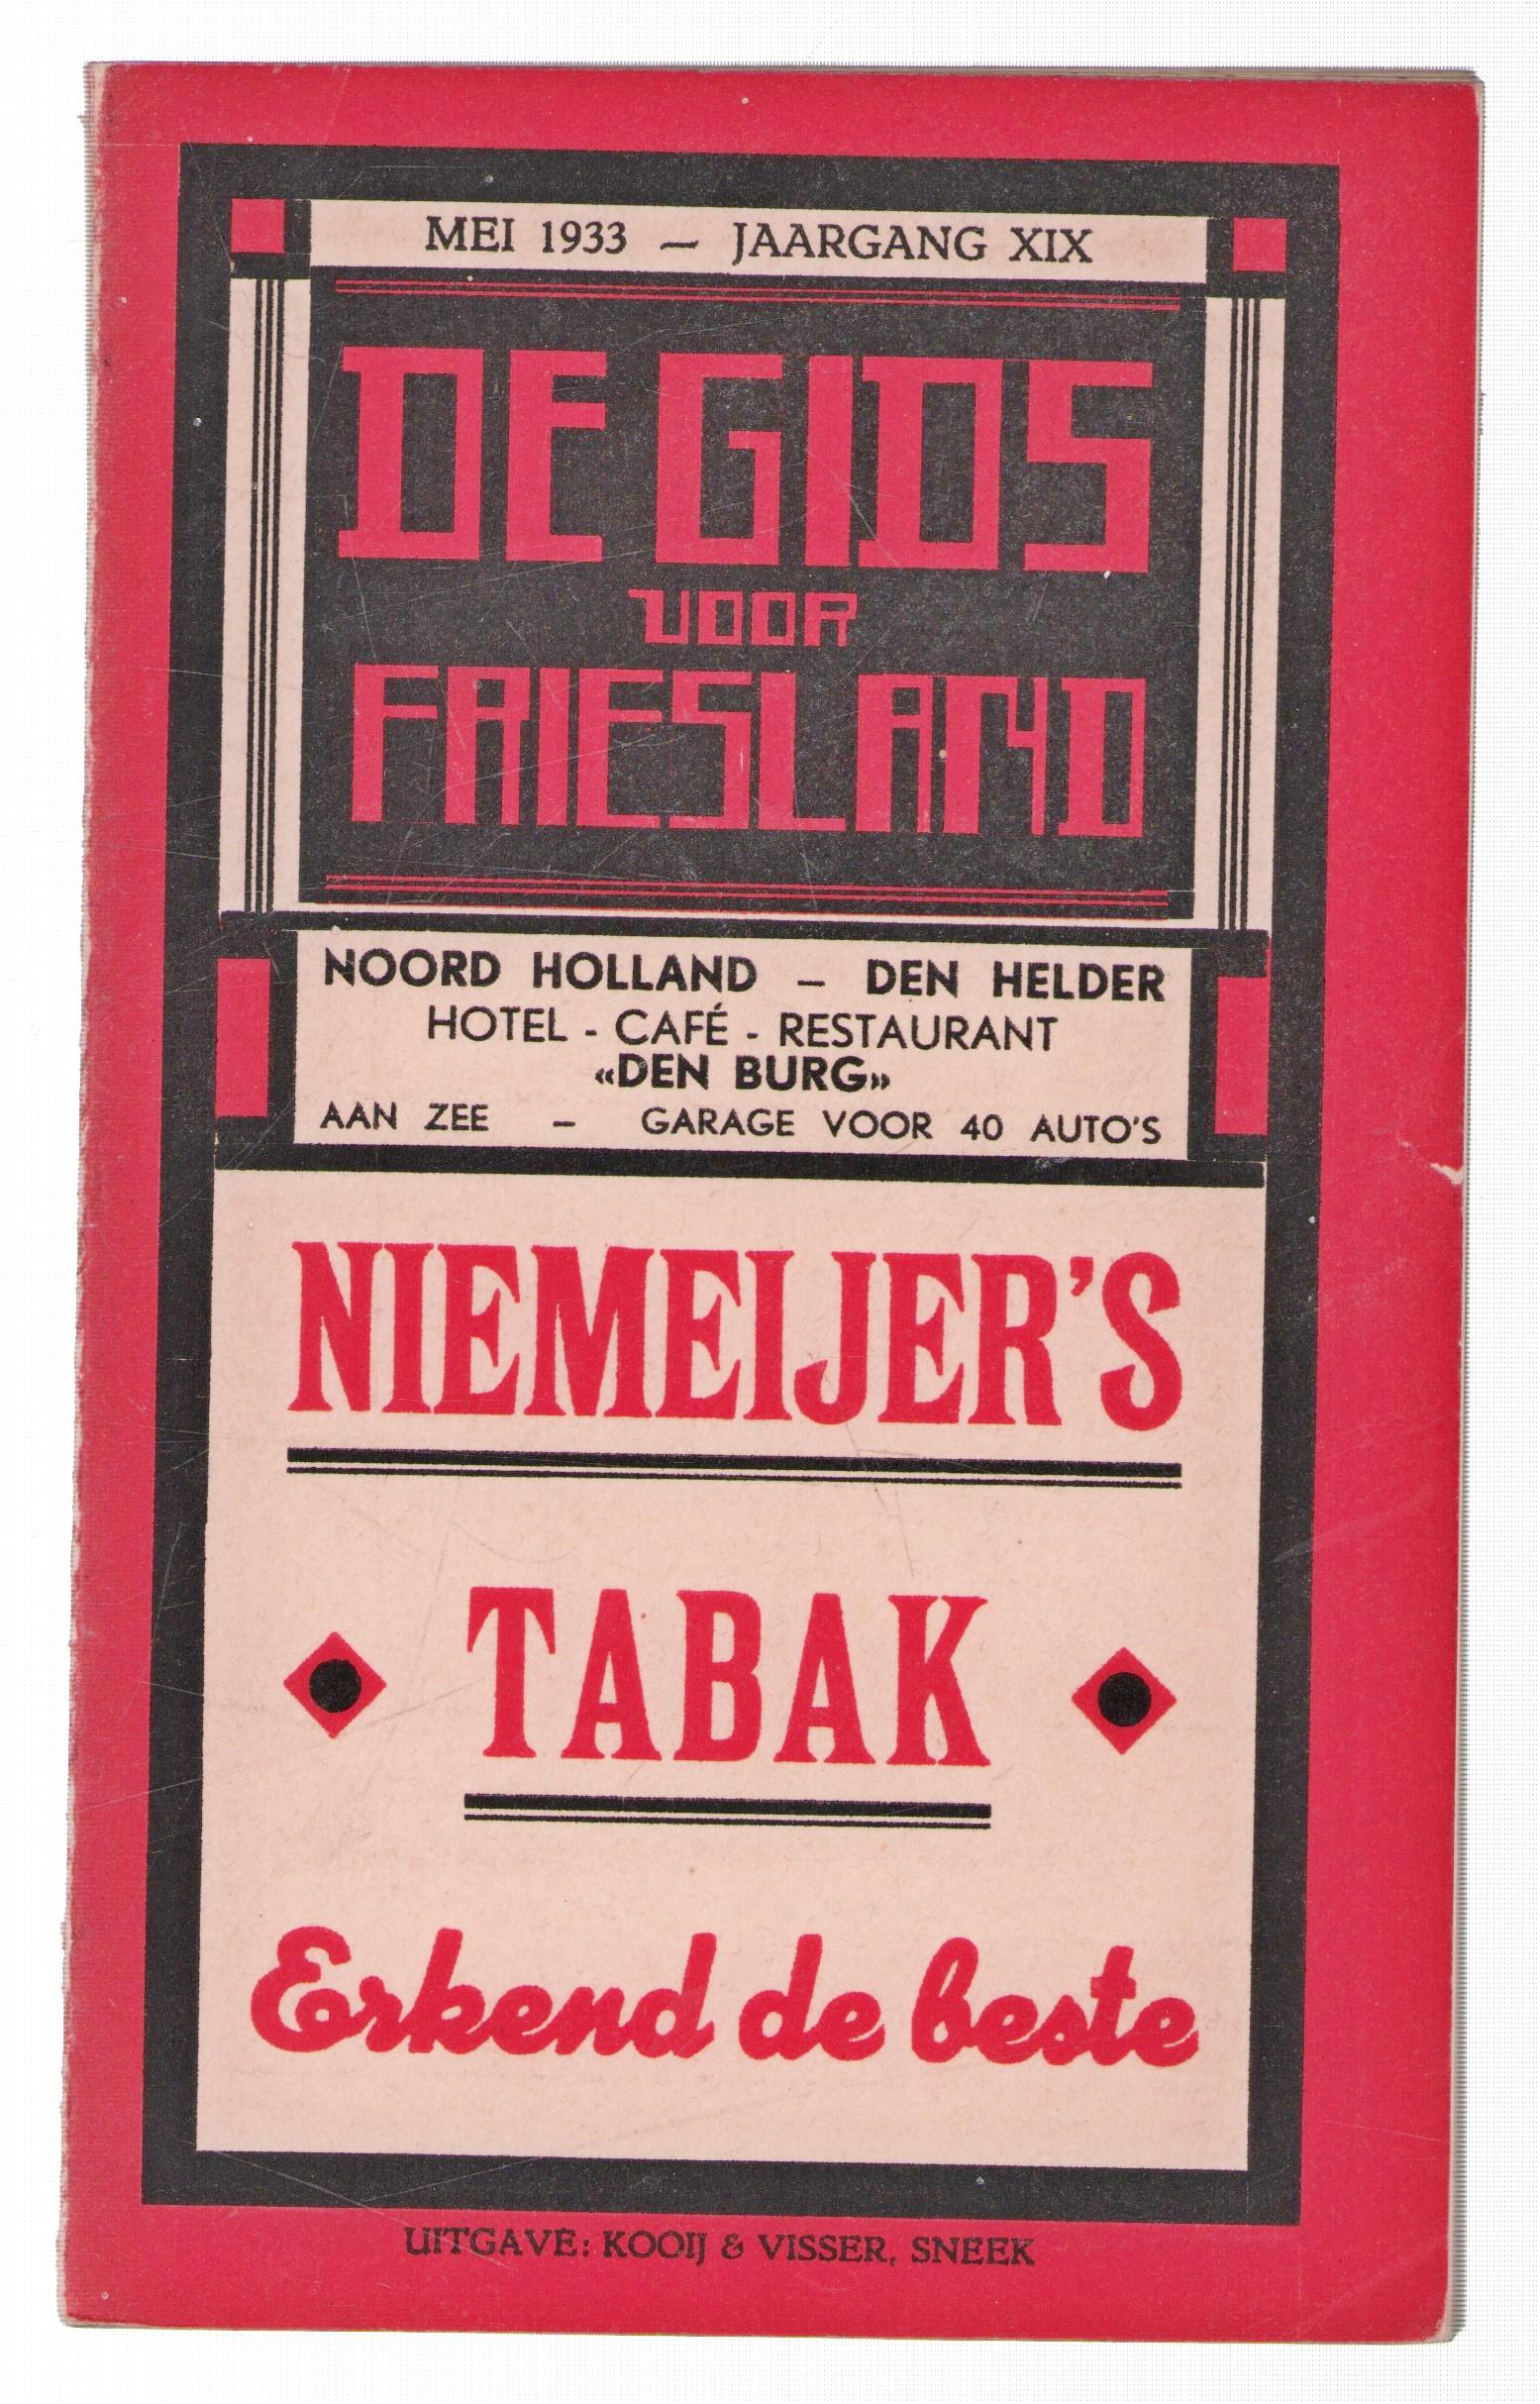 MEI 1933 — JAARGANG XIX
DE GIDS
VOOR
FRIESLAND
NOORD HOLLAND – DEN HELDER
HOTEL - CAFÉ - RESTAURANT
«DEN BURG»
AAN ZEE – GARAGE VOOR 40 AUTO'S
NIEMEIJER'S
TABAK
Erkend de beste
UITGAVE: KOOIJ & VISSER, SNEEK